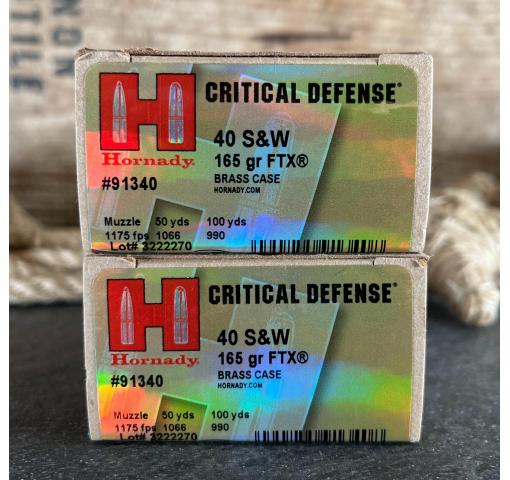 NON
TILE
CRITICAL DEFENSE®
40 S&W
Hornady
165 gr FTX®
BRASS CASE
#91340
HORNADY.COM
Muzzle 50 yds 100 yds
1175 fps 1066 990
Lot# 3222270
CRITICAL DEFENSE®
40 S&W
Hornady
165 gr FTX®
BRASS CASE
#91340
HORNADY.COM
Muzzle 50 yds 100 yds
1175 fps 1066 990
Lot# 3222270